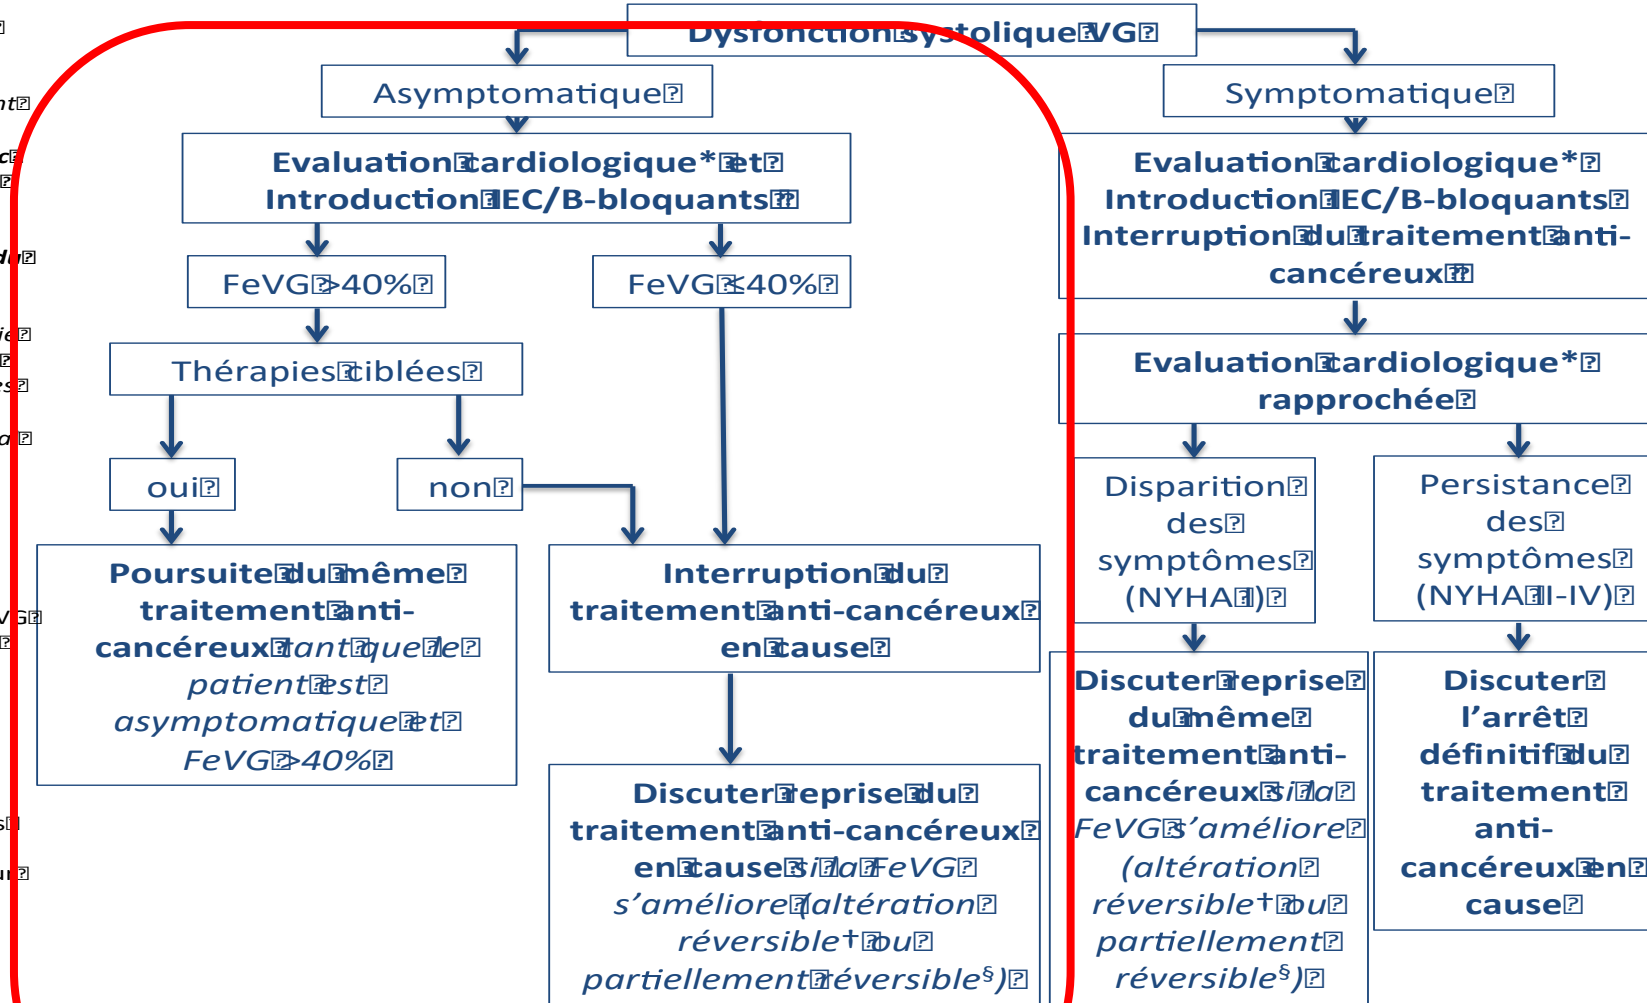 Dysfonction systolique VG
Asymptomatique
Symptomatique
Evaluation cardiologique* et
Introduction IEC/B-bloquants
Evaluation cardiologique*
Introduction IEC/B-bloquants
Interruption du traitement anti-
cancéreux
FeVG >40%
FeVG ≤40%
Evaluation cardiologique*
rapprochée
Thérapies ciblées
oui
non
Disparition
des
symptômes
(NYHA I)
Persistance
des
symptômes
(NYHA II-IV)
Poursuite du même
traitement anti-
cancéreux tant que le
patient est
asymptomatique et
FeVG >40%
Interruption du
traitement anti-cancéreux
en cause
Discuter reprise du
traitement anti-cancéreux
en cause si la FeVG
s'améliore (altération
réversible† ou
partiellement réversible§)
Discuter reprise
du même
traitement anti-
cancéreux si la
FeVG s'améliore
(altération
réversible† ou
partiellement
réversible§)
Discuter
l'arrêt
définitif du
traitement
anti-
cancéreux en
cause